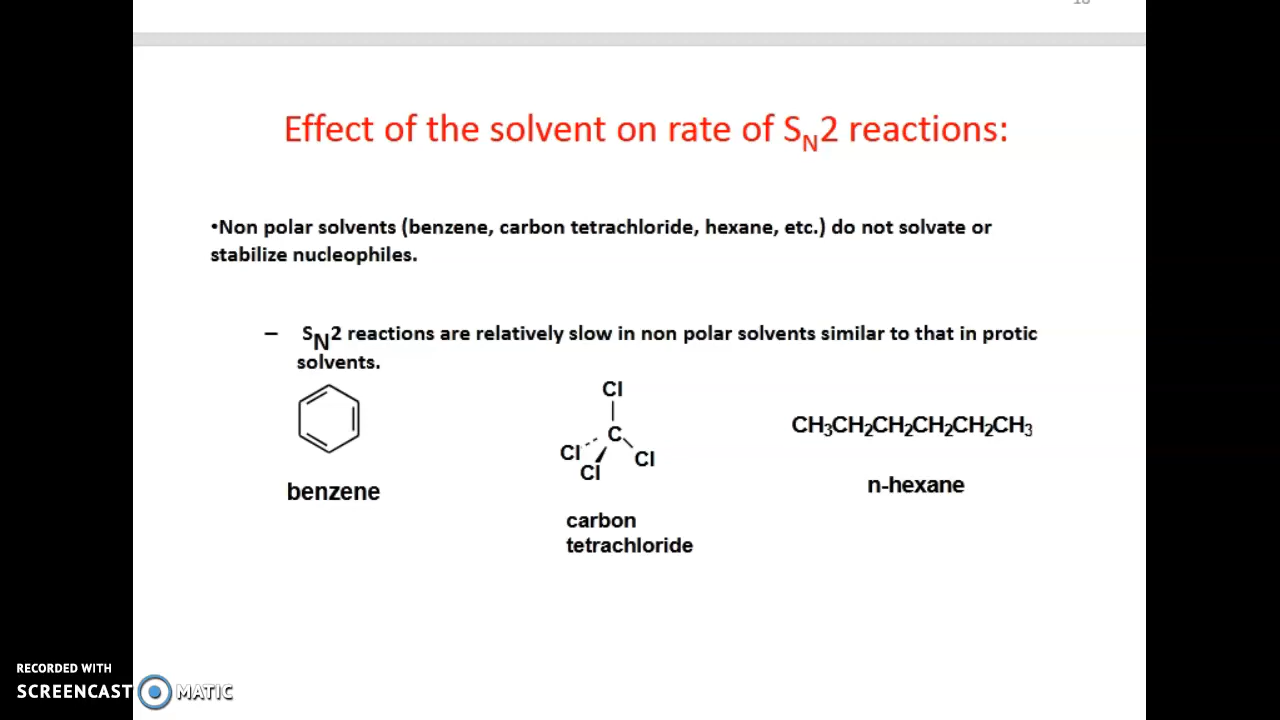 Effect of the solvent on rate of SN2 reactions:
•Non polar solvents (benzene, carbon tetrachloride, hexane, etc.) do not solvate or
stabilize nucleophiles.
– SN2 reactions are relatively slow in non polar solvents similar to that in protic
solvents.
Cl
C
Cl
Cl
Cl
CH3CH2CH2CH2CH2CH3
benzene
n-hexane
carbon
tetrachloride
RECORDED WITH
SCREENCAST MATIC